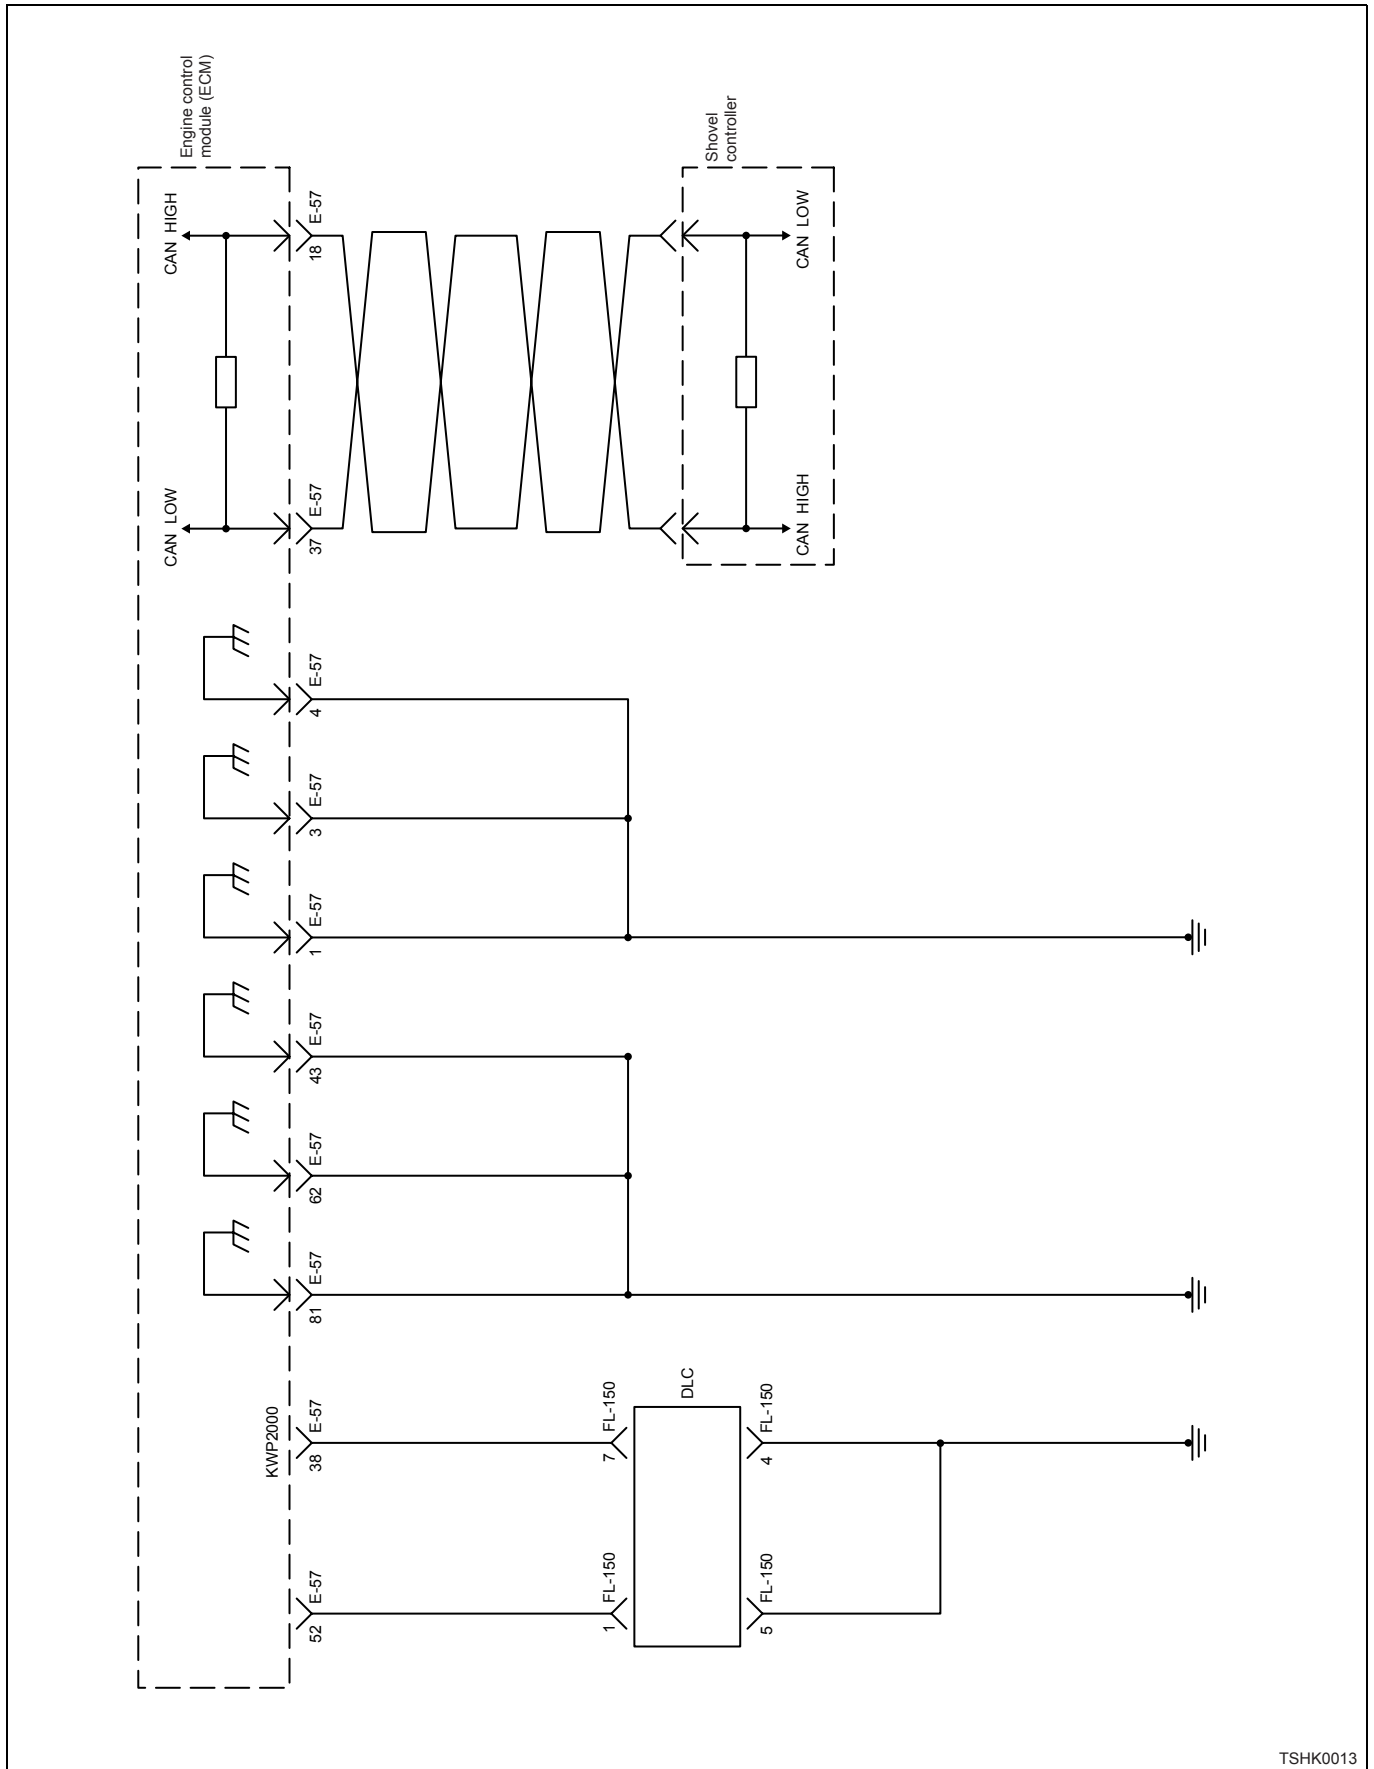 Engine control
module (ECM)
Shovel
controller
CAN HIGH
18 E-57
CAN LOW
CAN LOW
37 E-57
CAN HIGH
4 E-57
3 E-57
1 E-57
43 E-57
62 E-57
81 E-57
KWP2000
38 E-57
7 FL-150
DLC
4 FL-150
52 E-57
1 FL-150
5 FL-150
TSHK0013